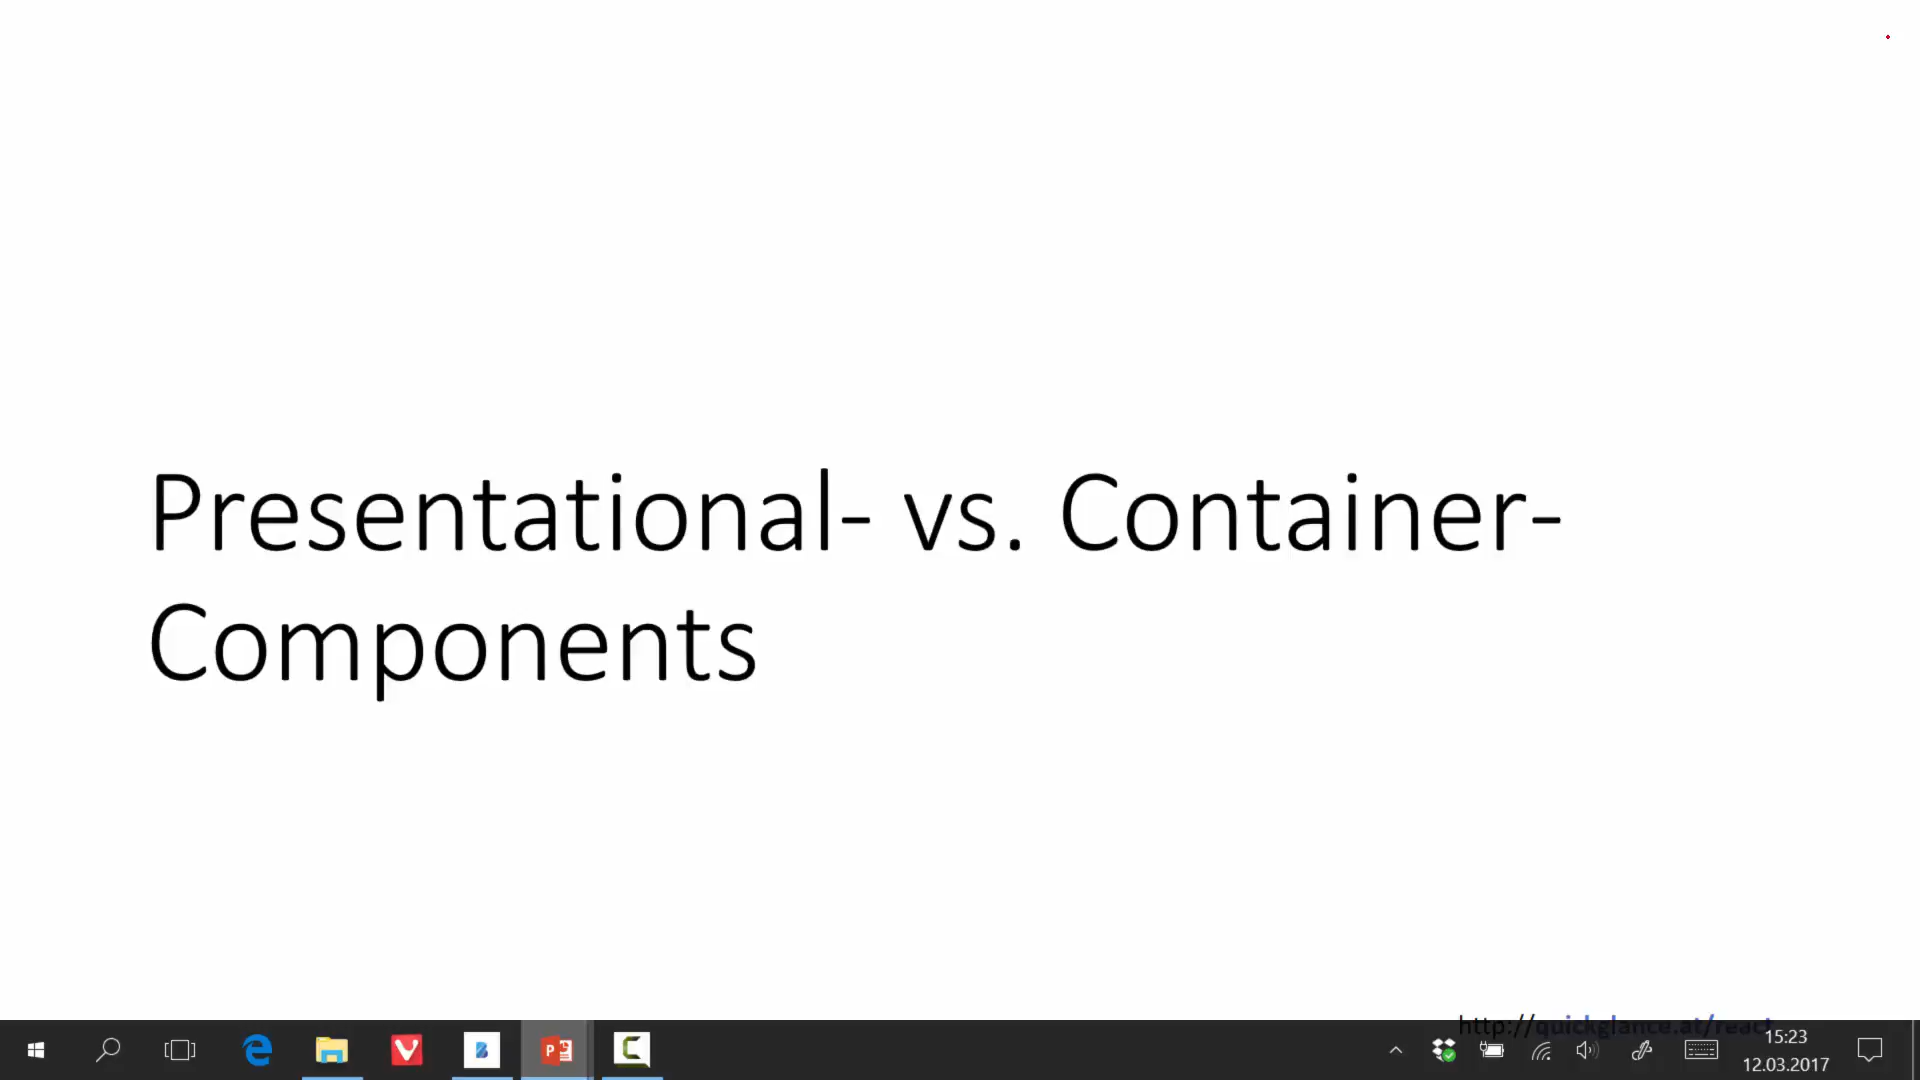 Presentational- vs. Container-
Components
http://quickglance.at/react
15:23
12.03.2017